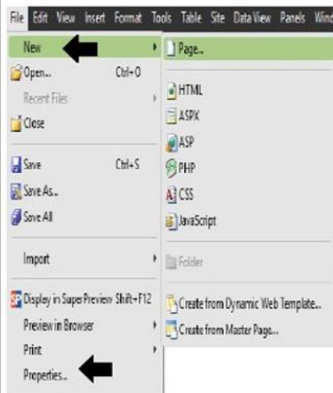 File Edit View Insert Format Tools Table Site Data View Panels Wind
New
Open... Ctrl+O
Recent Files
Close
Save Ctrl+S
Save As...
Save All
Import
Display in SuperPreview Shift+F12
Preview in Browser
Print
Properties...
Page...
HTML
ASPX
ASP
PHP
CSS
JavaScript
Folder
Create from Dynamic Web Template...
Create from Master Page...